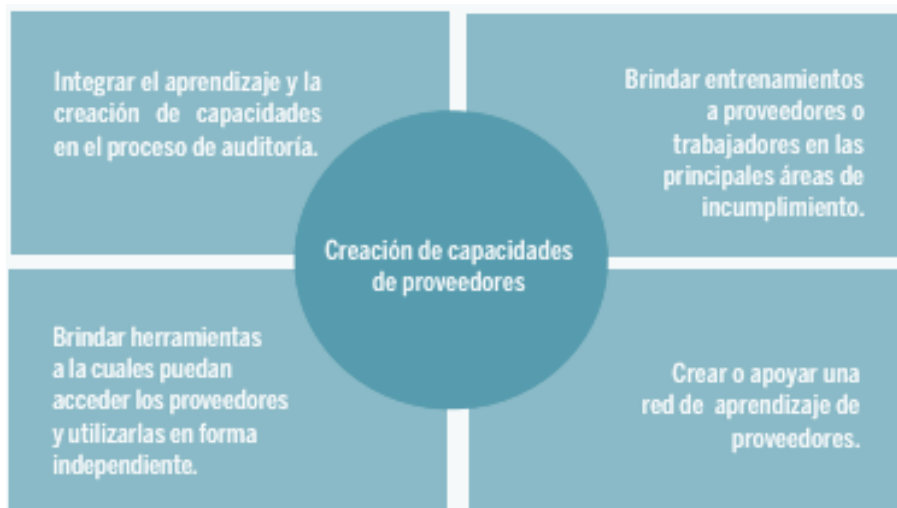 Integrar el aprendizaje y la
creación de capacidades
en el proceso de auditoría.
Brindar entrenamientos
a proveedores o
trabajadores en las
principales áreas de
incumplimiento.
Creación de capacidades
de proveedores
Brindar herramientas
a la cuales puedan
acceder los proveedores
y utilizarlas en forma
independiente.
Crear o apoyar una
red de aprendizaje de
proveedores.